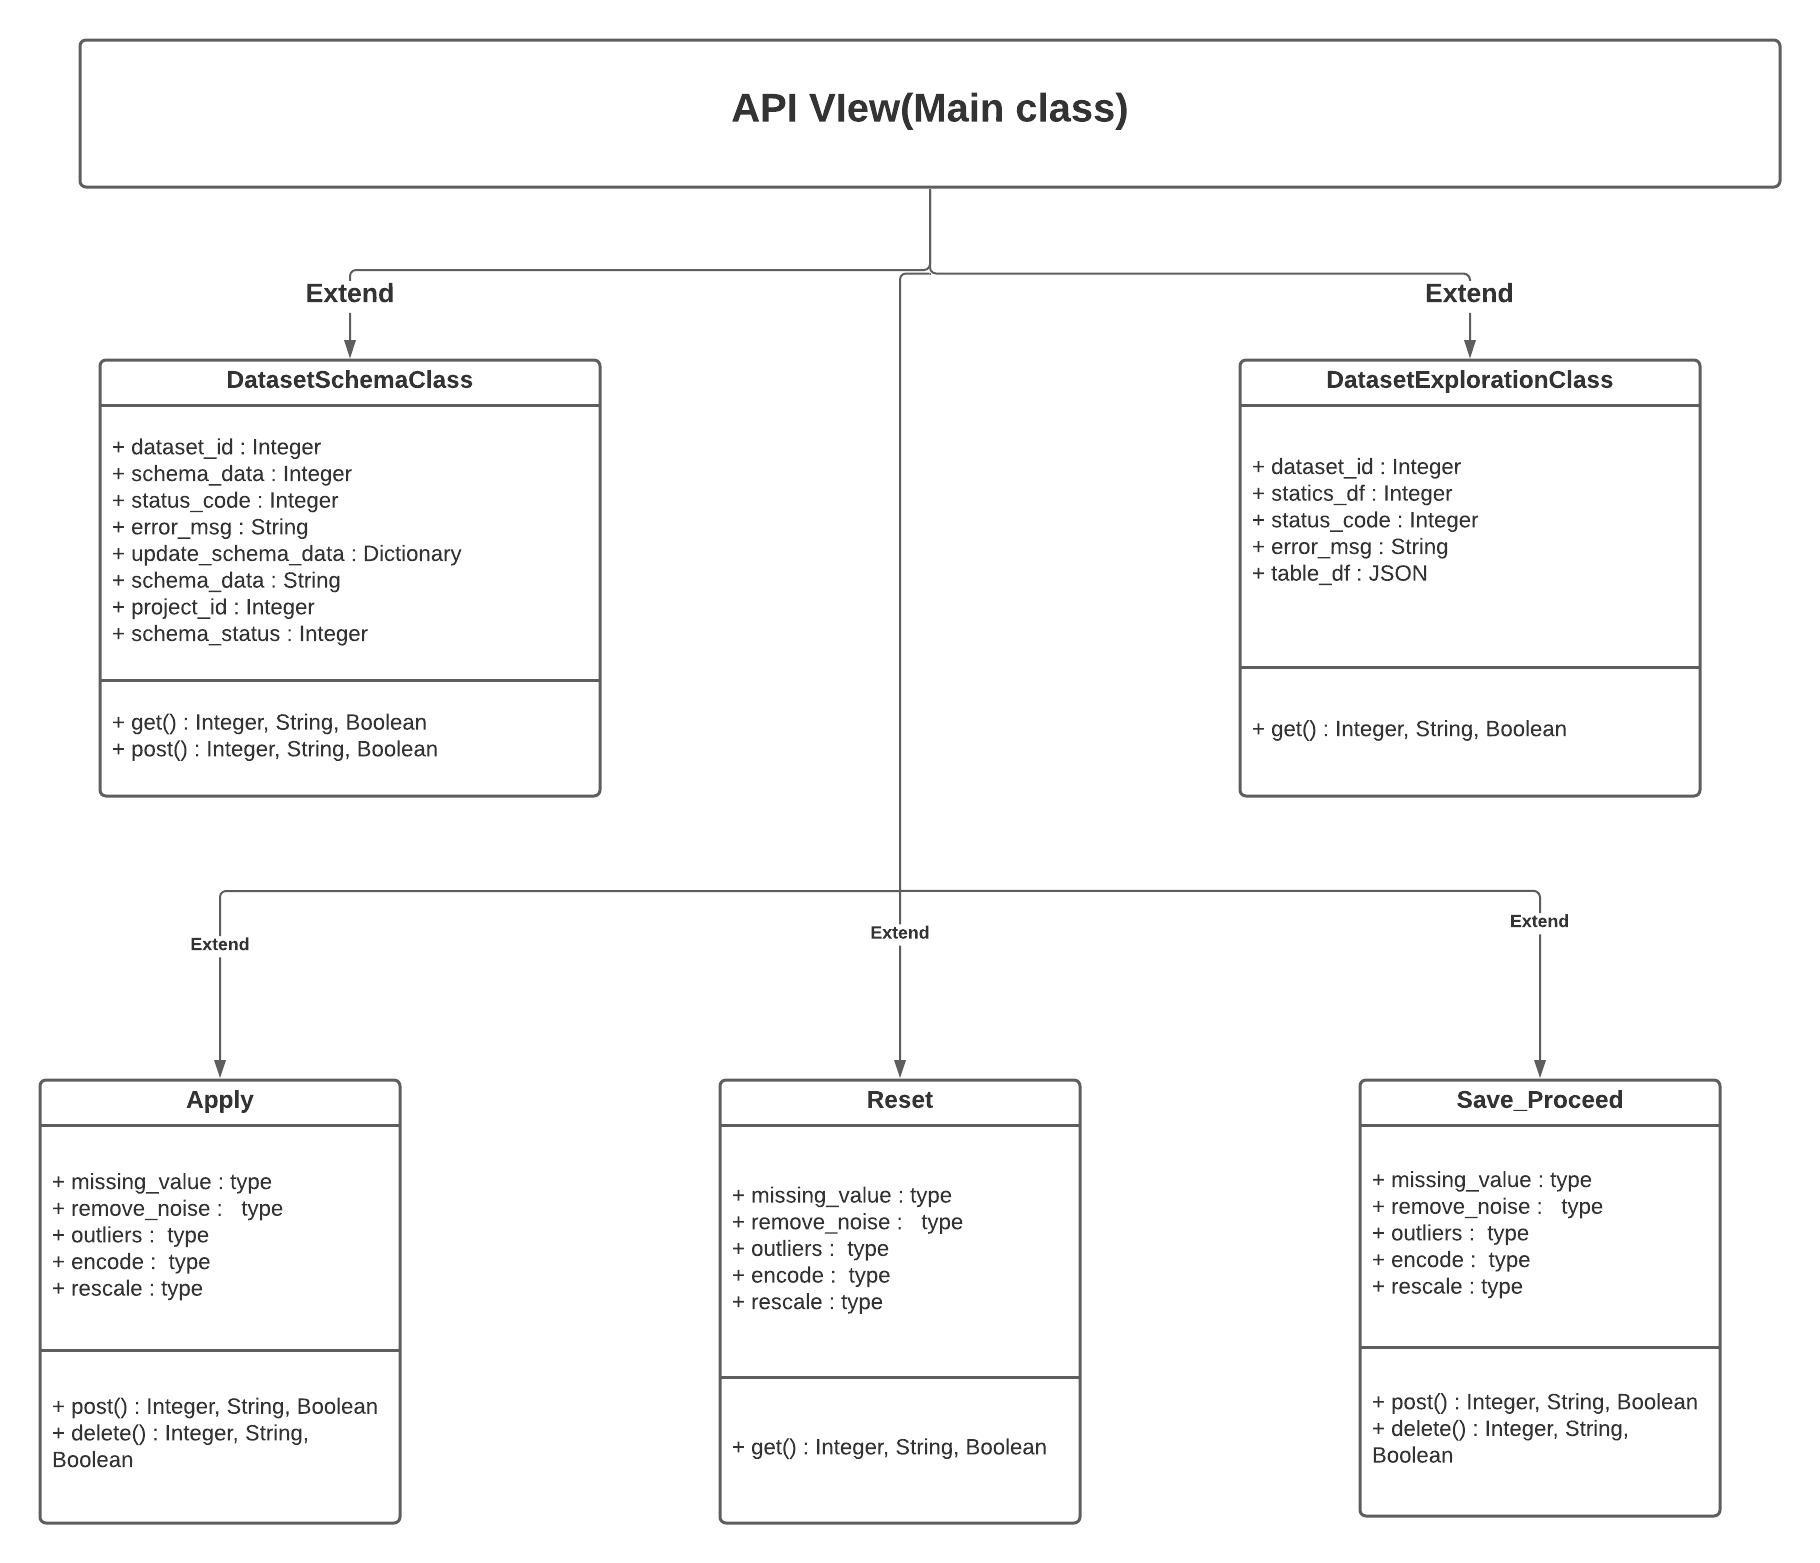 API VIew(Main class)
Extend
Extend
DatasetSchemaClass
+ dataset_id : Integer
+ schema_data : Integer
+ status_code : Integer
+ error_msg : String
+ update_schema_data : Dictionary
+ schema_data : String
+ project_id : Integer
+ schema_status : Integer
+ get() : Integer, String, Boolean
+ post() : Integer, String, Boolean
DatasetExplorationClass
+ dataset_id : Integer
+ statics_df : Integer
+ status_code : Integer
+ error_msg : String
+ table_df : JSON
+ get() : Integer, String, Boolean
Extend
Extend
Extend
Apply
+ missing_value : type
+ remove_noise :   type
+ outliers :  type
+ encode :  type
+ rescale : type
+ post() : Integer, String, Boolean
+ delete() : Integer, String,
Boolean
Reset
+ missing_value : type
+ remove_noise :   type
+ outliers :  type
+ encode :  type
+ rescale : type
+ get() : Integer, String, Boolean
Save_Proceed
+ missing_value : type
+ remove_noise :   type
+ outliers :  type
+ encode :  type
+ rescale : type
+ post() : Integer, String, Boolean
+ delete() : Integer, String,
Boolean